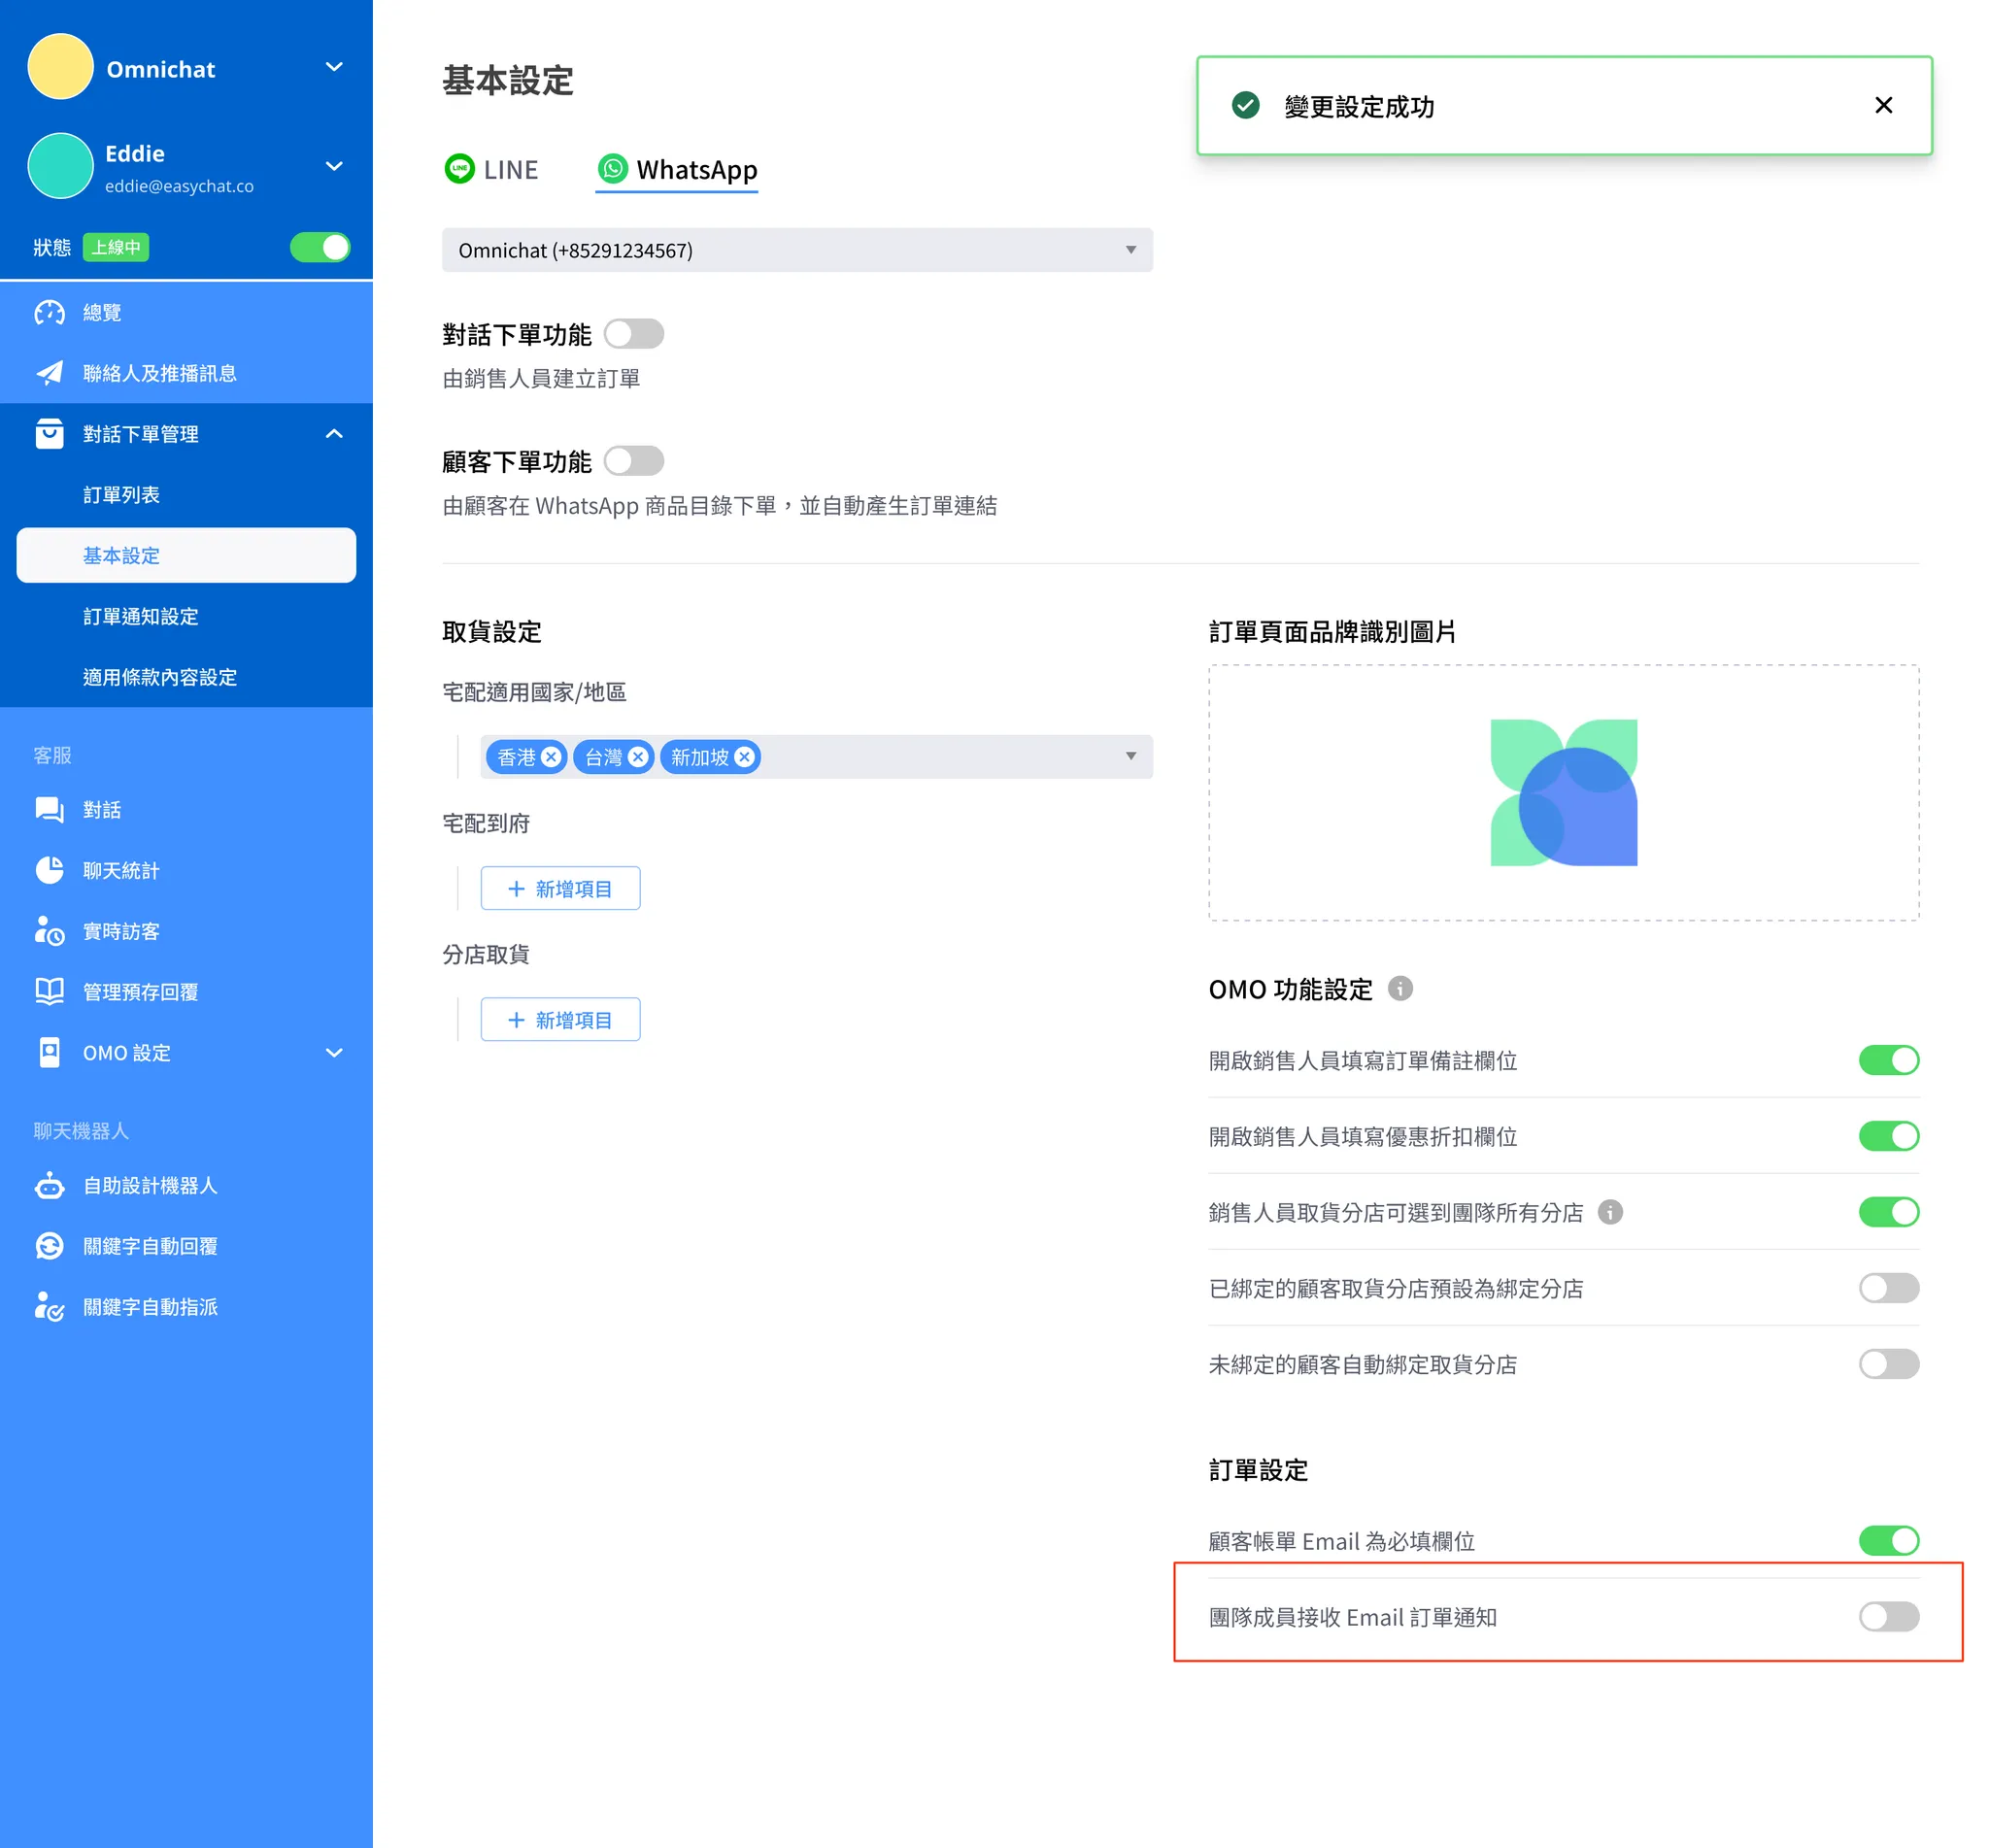 Omnichat
Eddie
eddie@easychat.co
狀態 上線中
總覽
聯絡人及推播訊息
對話下單管理
訂單列表
基本設定
訂單通知設定
適用條款內容設定
客服
對話
聊天統計
實時訪客
管理預存回覆
OMO 設定
聊天機器人
自助設計機器人
關鍵字自動回覆
關鍵字自動指派
基本設定
變更設定成功
LINE WhatsApp
Omnichat (+85291234567)
對話下單功能
由銷售人員建立訂單
顧客下單功能
由顧客在 WhatsApp 商品目錄下單，並自動產生訂單連結
取貨設定
宅配適用國家/地區
香港 台灣 新加坡
宅配到府
+ 新增項目
分店取貨
+ 新增項目
訂單頁面品牌識別圖片
OMO 功能設定
開啟銷售人員填寫訂單備註欄位
開啟銷售人員填寫優惠折扣欄位
銷售人員取貨分店可選到團隊所有分店
已綁定的顧客取貨分店預設為綁定分店
未綁定的顧客自動綁定取貨分店
訂單設定
顧客帳單 Email 為必填欄位
團隊成員接收 Email 訂單通知